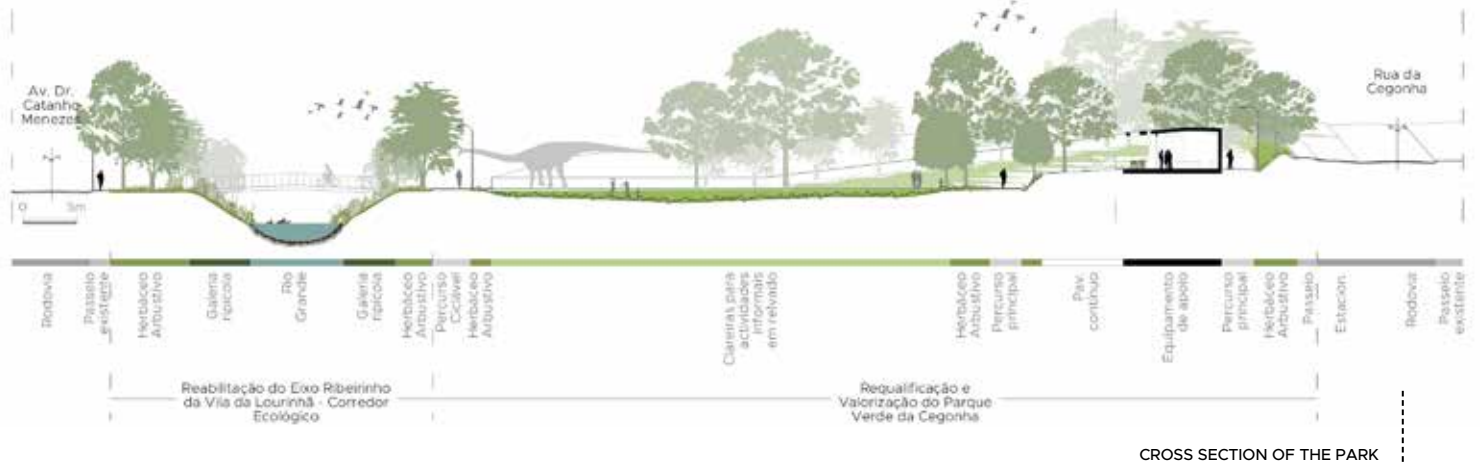 Av. Dr.
Catanho
Menezes
Rua da
Cegonha
0 5m
Rodovia
Passeio
existente
Herbáceo
Arbustivo
Galeria
ripícola
Rio
Grande
Galeria
ripícola
Herbáceo
Arbustivo
Percurso
Ciclável
Herbáceo
Arbustivo
Clareiras para
actividades
informais
em relvado
Herbáceo
Arbustivo
Percurso
principal
Pav.
contínuo
Equipamento
de apoio
Percurso
principal
Herbáceo
Arbustivo
Passeio
Estacion.
Rodovia
Passeio
existente
Reabilitação do Eixo Ribeirinho
da Vila da Lourinhã - Corredor
Ecológico
Requalificação e
Valorização do Parque
Verde da Cegonha
CROSS SECTION OF THE PARK